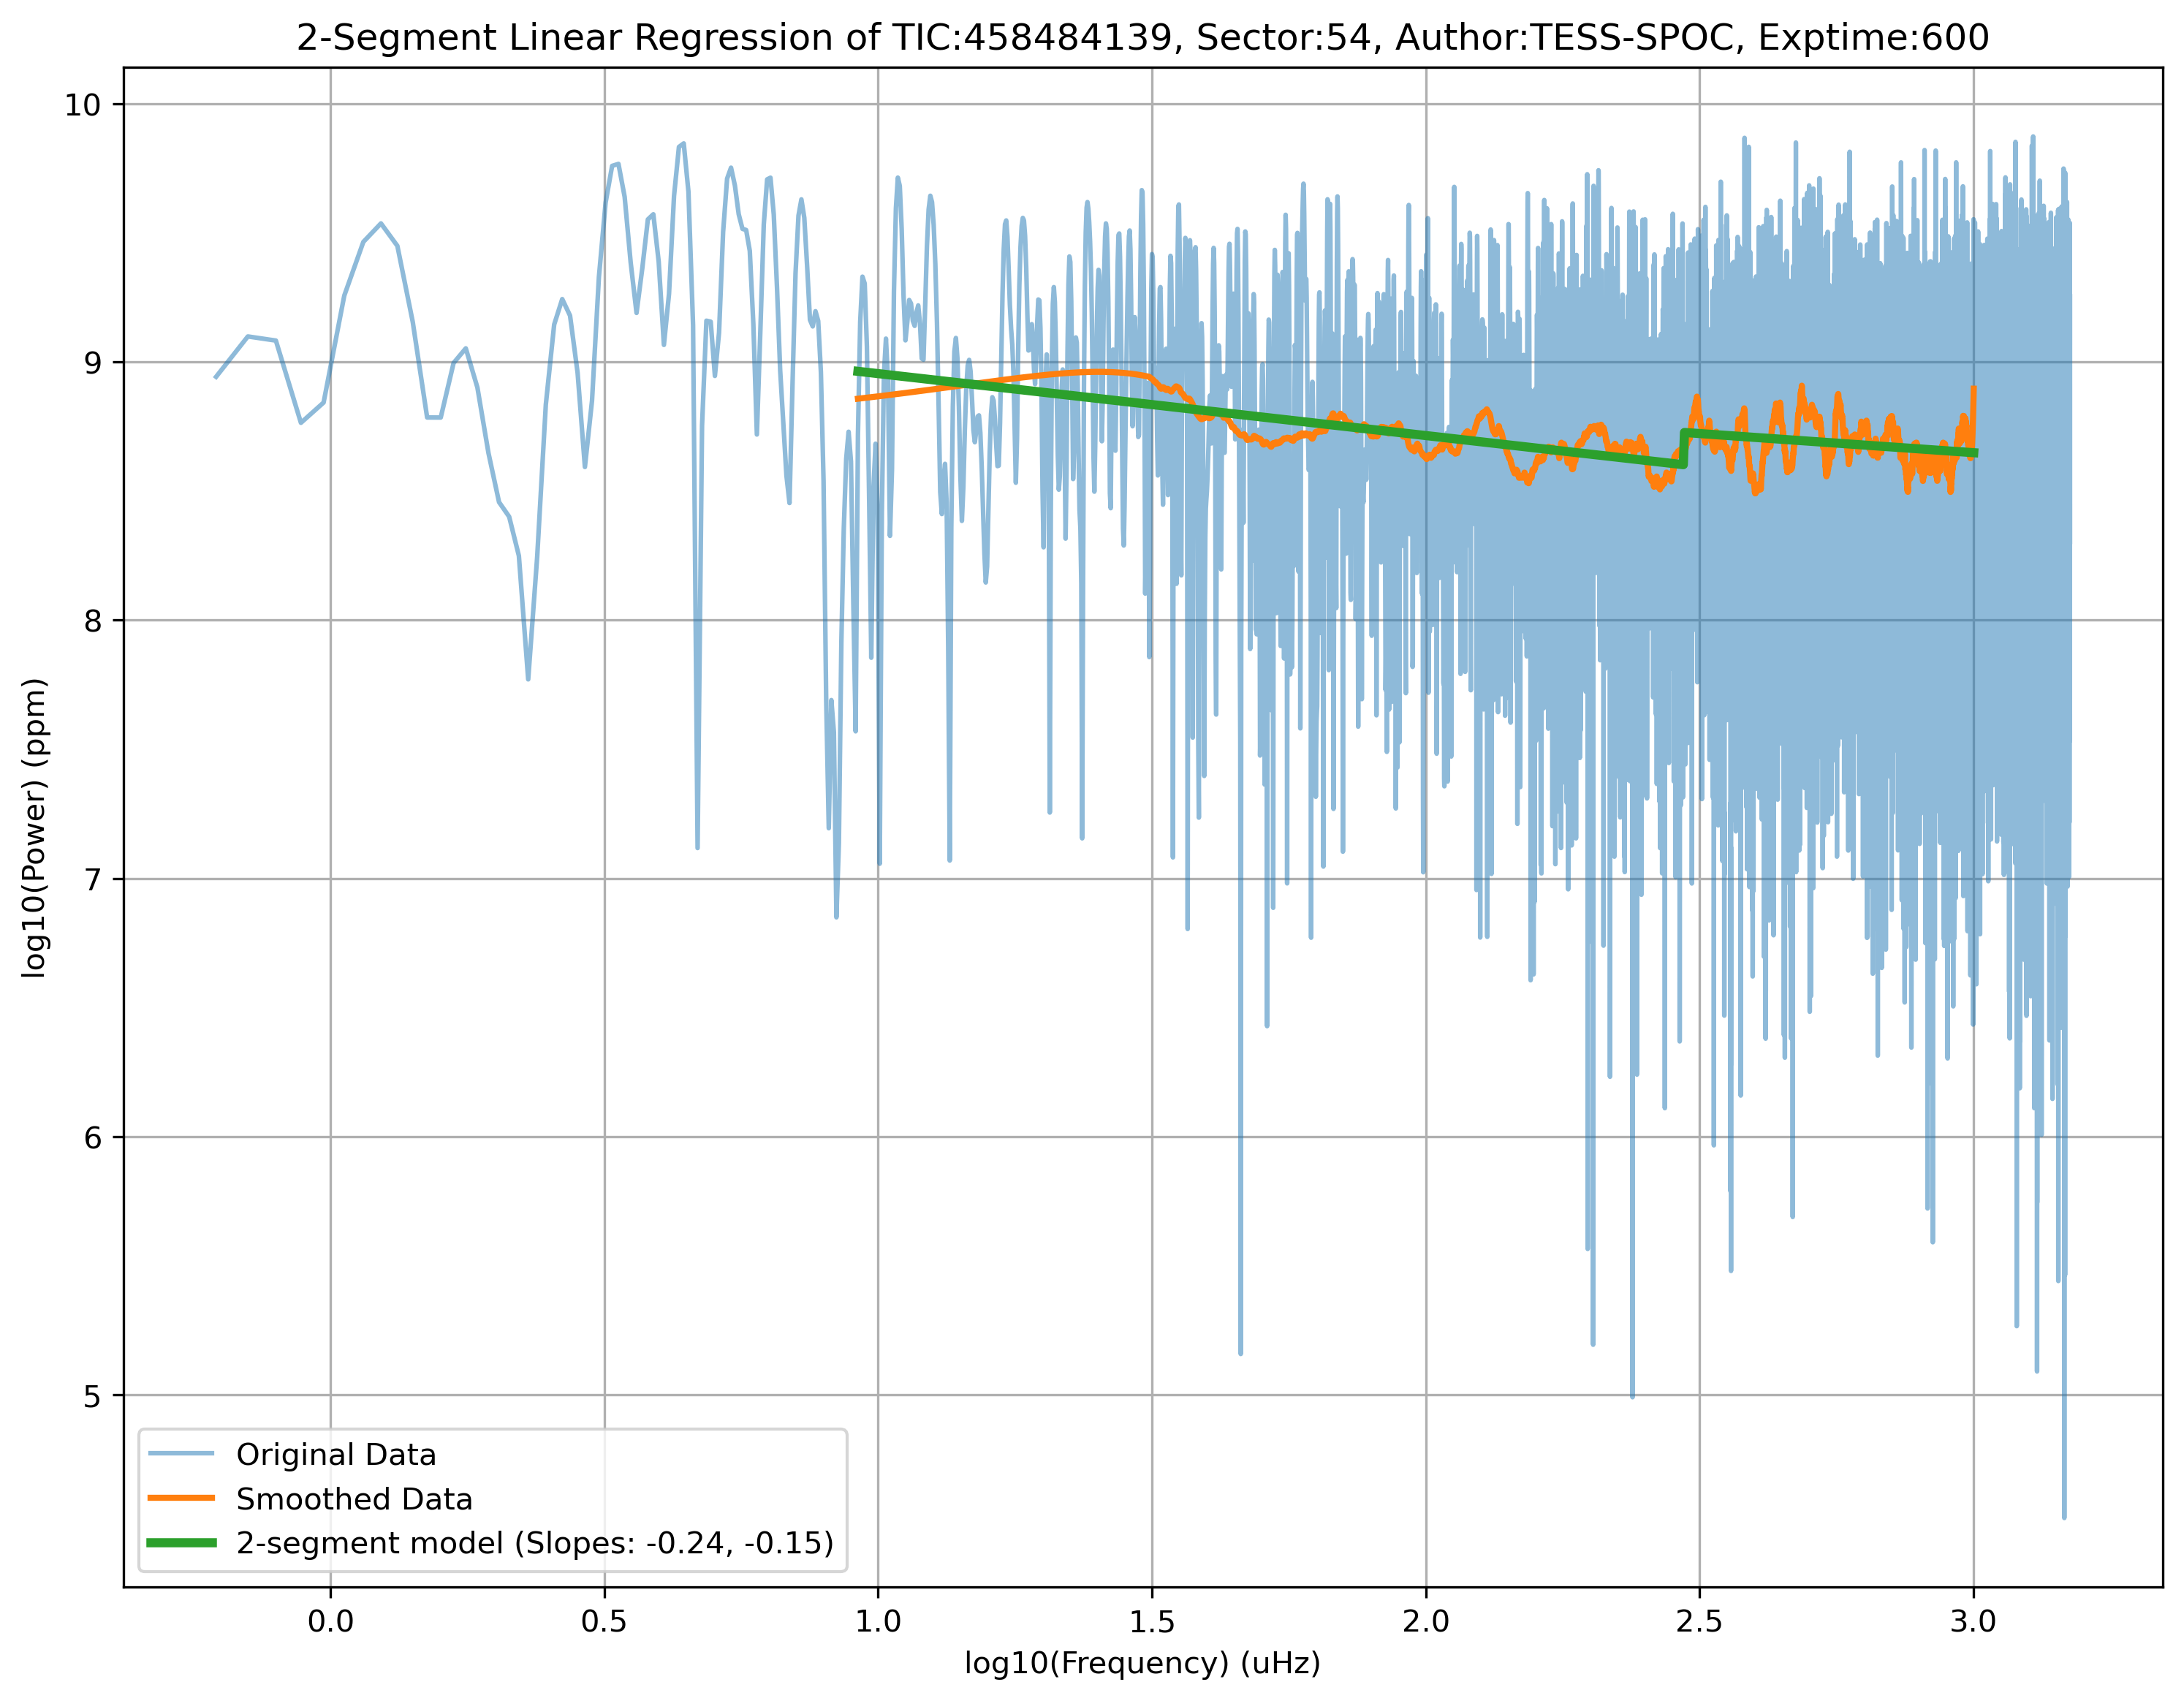 2-Segment Linear Regression of TIC:458484139, Sector:54, Author:TESS-SPOC, Exptime:600
10
9
8
7
6
5
log10(Power) (ppm)
Original Data
Smoothed Data
2-segment model (Slopes: -0.24, -0.15)
0.0 0.5 1.0 1.5 2.0 2.5 3.0
log10(Frequency) (uHz)